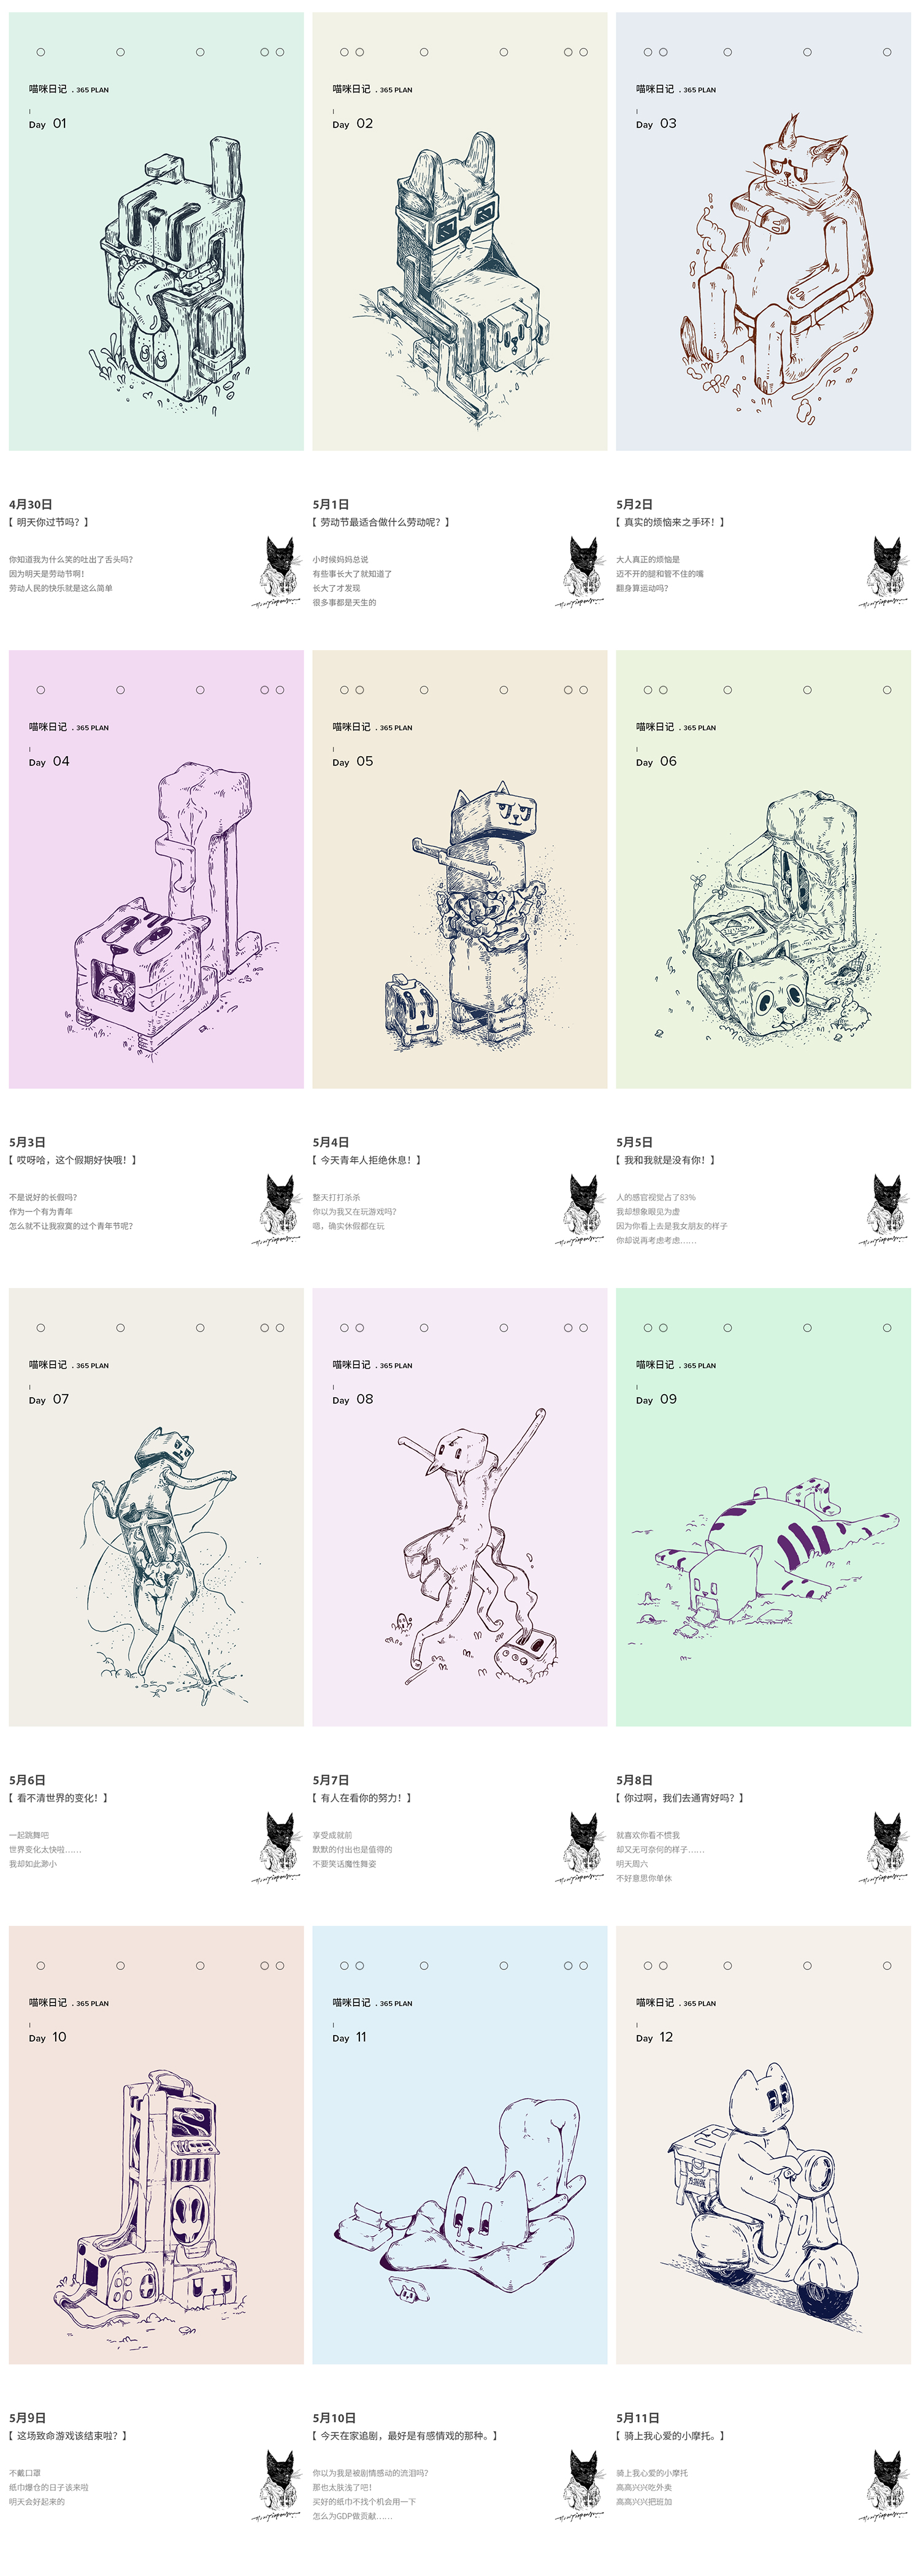 喵咪日记 . 365 PLAN
Day 01
喵咪日记 . 365 PLAN
Day 02
喵咪日记 . 365 PLAN
Day 03
4月30日
【 明天你过节吗？】
你知道我为什么笑的吐出了舌头吗？
因为明天是劳动节啊！
劳动人民的快乐就是这么简单
5月1日
【 劳动节最适合做什么劳动呢？】
小时候妈妈总说
有些事长大了就知道了
长大了才发现
很多事都是天生的
5月2日
【 真实的烦恼来之手环！】
大人真正的烦恼是
迈不开的腿和管不住的嘴
翻身算运动吗？
喵咪日记 . 365 PLAN
Day 04
喵咪日记 . 365 PLAN
Day 05
喵咪日记 . 365 PLAN
Day 06
5月3日
【 哎呀哈，这个假期好快哦！】
不是说好的长假吗？
作为一个有为青年
怎么就不让我寂寞的过个青年节呢？
5月4日
【 今天青年人拒绝休息！】
整天打打杀杀
你以为我又在玩游戏吗？
嗯，确实休假都在玩
5月5日
【 我和我就是没有你！】
人的感官视觉占了83%
我却想象眼见为虚
因为你看上去是我女朋友的样子
你却说再考虑考虑……
喵咪日记 . 365 PLAN
Day 07
喵咪日记 . 365 PLAN
Day 08
喵咪日记 . 365 PLAN
Day 09
5月6日
【 看不清世界的变化！】
一起跳舞吧
世界变化太快啦……
我却如此渺小
5月7日
【 有人在看你的努力！】
享受成就前
默默的付出也是值得的
不要笑话魔性舞姿
5月8日
【 你过啊，我们去通宵好吗？】
就喜欢你看不惯我
却又无可奈何的样子……
明天周六
不好意思你单休
喵咪日记 . 365 PLAN
Day 10
喵咪日记 . 365 PLAN
Day 11
喵咪日记 . 365 PLAN
Day 12
5月9日
【 这场致命游戏该结束啦？】
不戴口罩
纸巾爆仓的日子该来啦
明天会好起来的
5月10日
【 今天在家追剧，最好是有感情戏的那种。】
你以为我是被剧情感动的流泪吗？
那也太肤浅了吧！
买好的纸巾不找个机会用一下
怎么为GDP做贡献……
5月11日
【 骑上我心爱的小摩托。】
骑上我心爱的小摩托
高高兴兴吃外卖
高高兴兴把班加